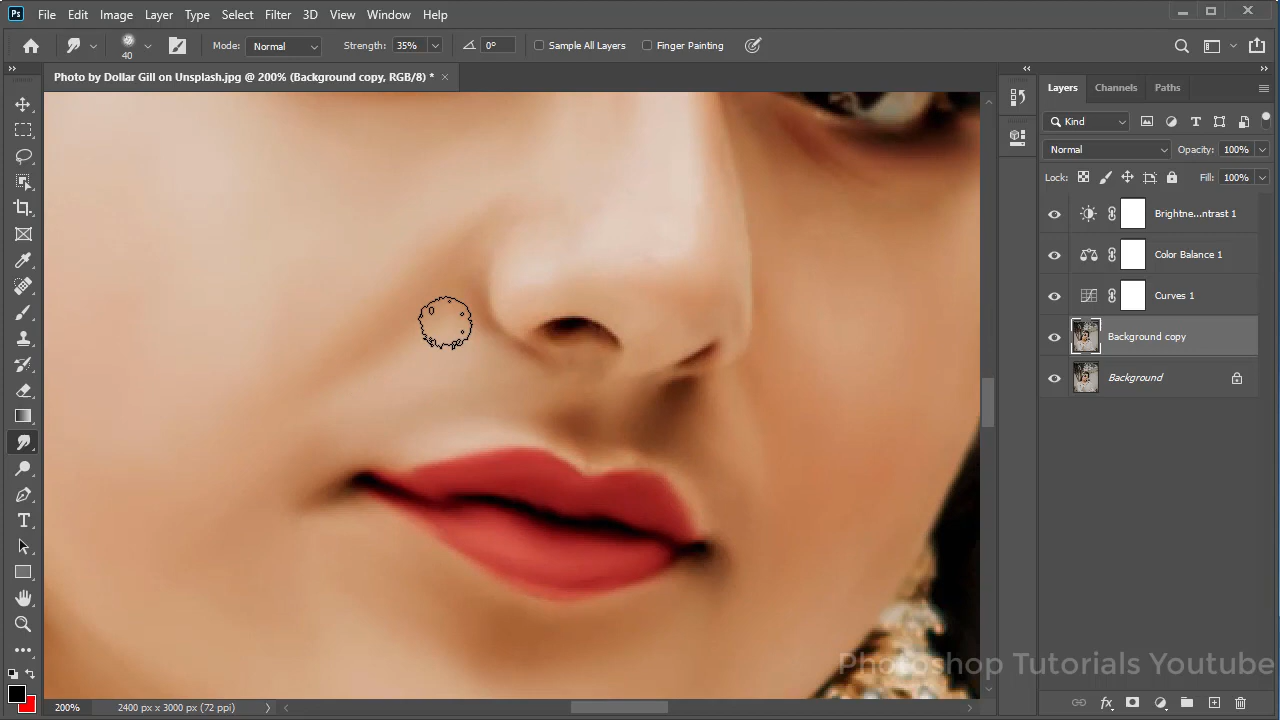 Ps File Edit Image Layer Type Select Filter 3D View Window Help
40 Mode: Normal Strength: 35% 0° Sample All Layers Finger Painting
Photo by Dollar Gill on Unsplash.jpg @ 200% (Background copy, RGB/8) *
Layers Channels Paths
Kind
Normal Opacity: 100%
Lock: Fill: 100%
Brightne...ntrast 1
Color Balance 1
Curves 1
Background copy
Background
Photoshop Tutorials Youtube
200% 2400 px x 3000 px (72 ppi)